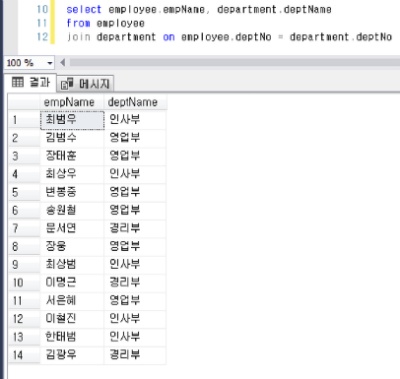 10 select employee.empName, department.deptName
11 from employee
12 join department on employee.deptNo = department.deptNo
100 %
결과 메시지
empName deptName
1 최범우 인사부
2 김범수 영업부
3 장태훈 영업부
4 최상우 인사부
5 변봉중 영업부
6 송원철 영업부
7 문서연 경리부
8 장웅 영업부
9 최상범 인사부
10 이명근 경리부
11 서은혜 영업부
12 이철진 인사부
13 한태범 인사부
14 김광우 경리부